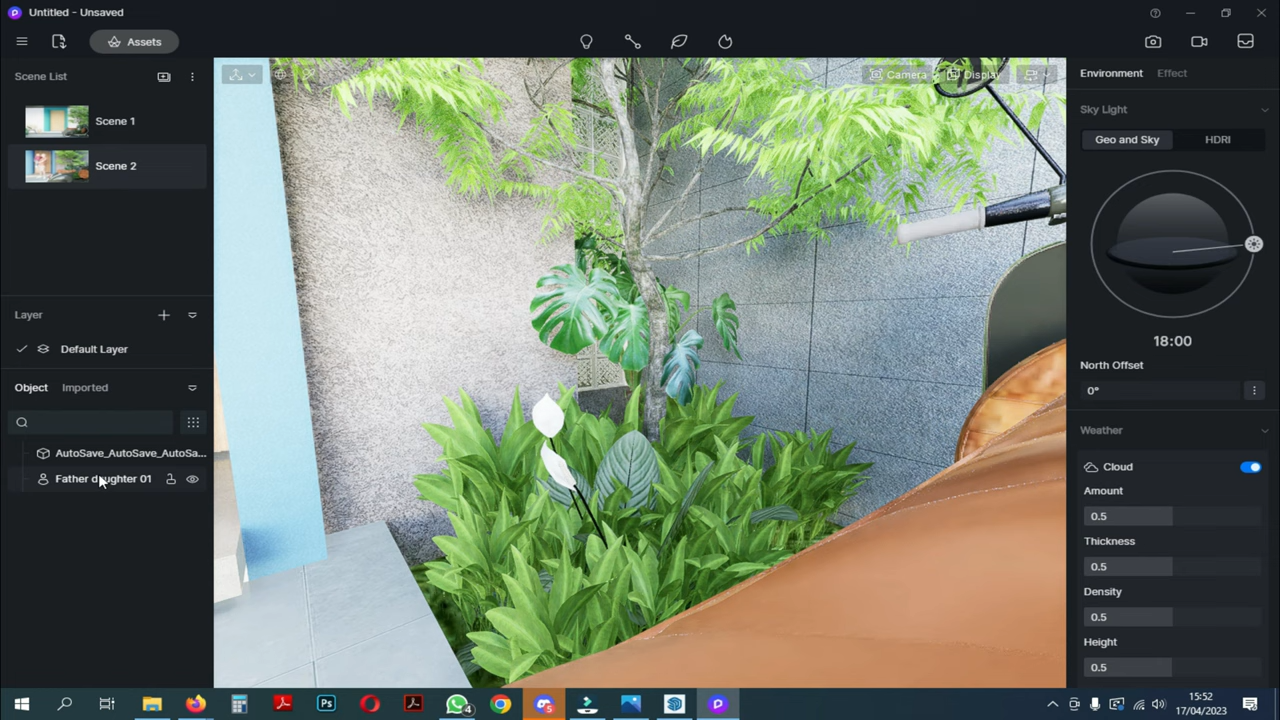 Untitled - Unsaved
Assets
Scene List
Scene 1
Scene 2
Layer
Default Layer
Object Imported
AutoSave_AutoSave_AutoSa...
Father daughter 01
Camera Display
Environment Effect
Sky Light
Geo and Sky HDRI
18:00
North Offset
0°
Weather
Cloud
Amount
0.5
Thickness
0.5
Density
0.5
Height
0.5
Ps
4
S
15:52
17/04/2023